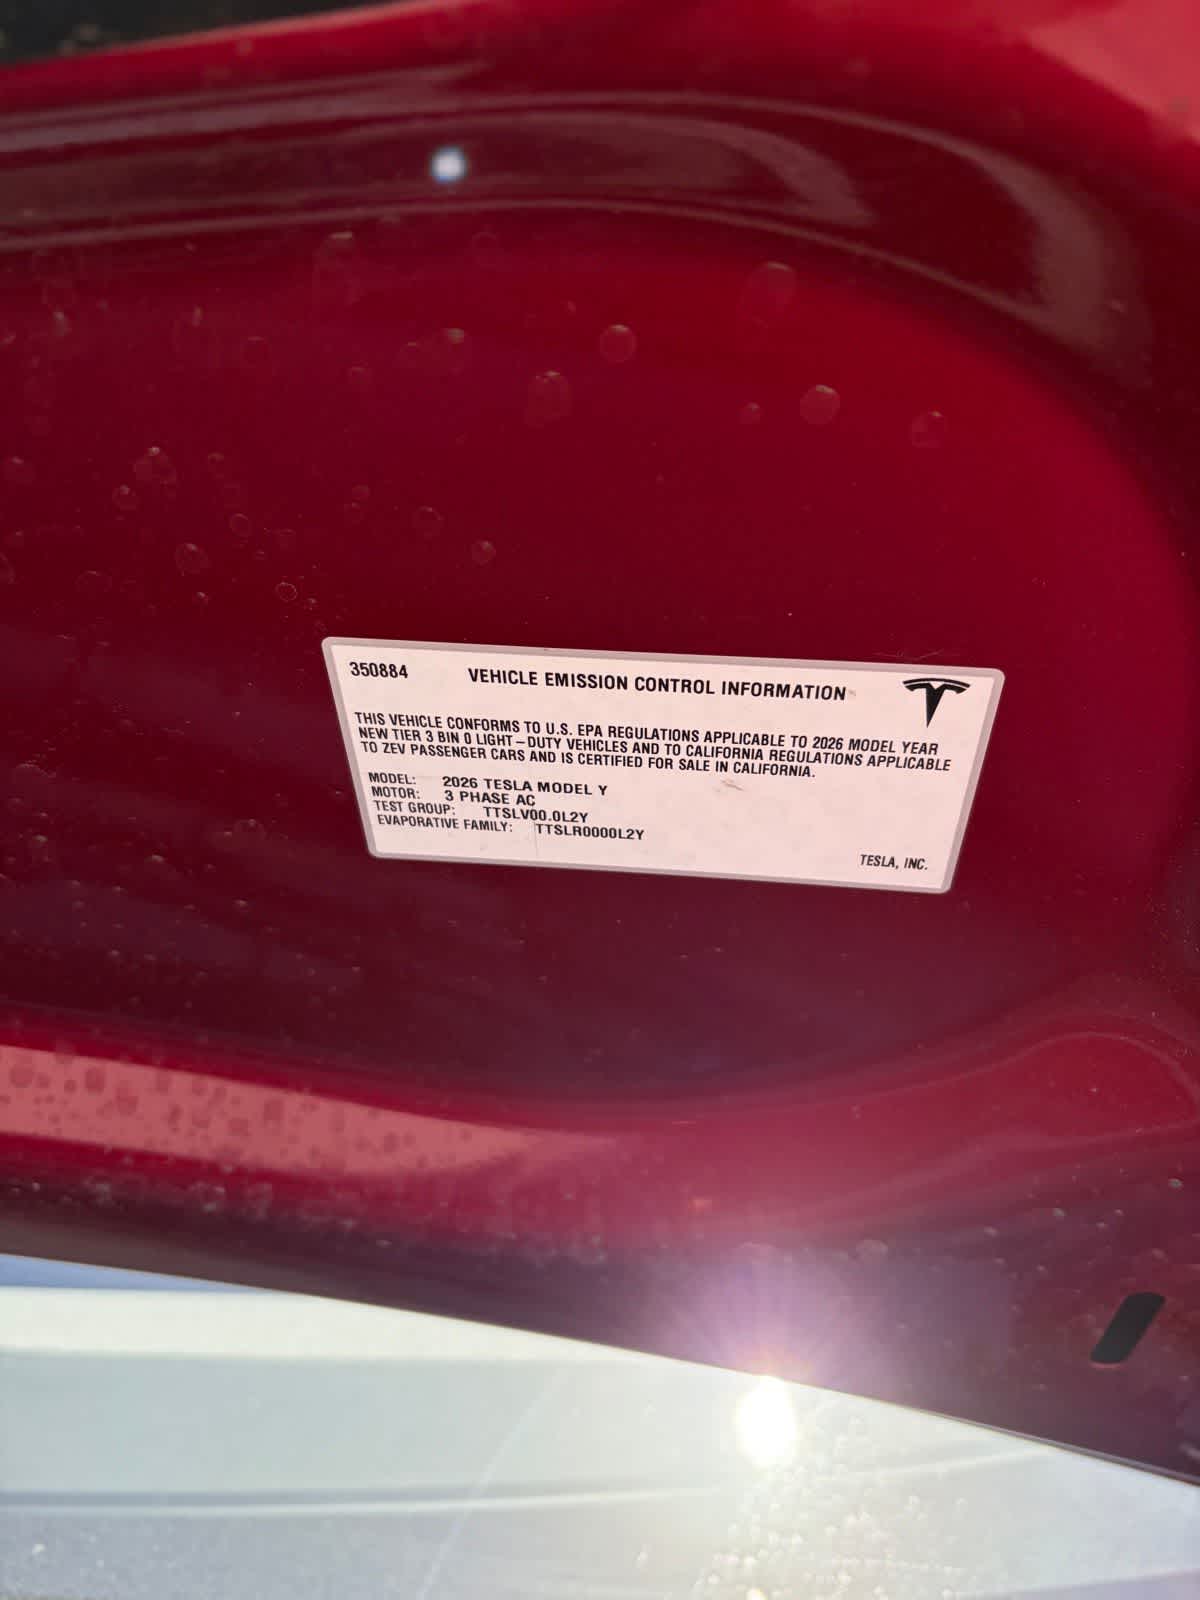 350884
VEHICLE EMISSION CONTROL INFORMATION
THIS VEHICLE CONFORMS TO U.S. EPA REGULATIONS APPLICABLE TO 2026 MODEL YEAR
NEW TIER 3 BIN 0 LIGHT-DUTY VEHICLES AND TO CALIFORNIA REGULATIONS APPLICABLE
TO ZEV PASSENGER CARS AND IS CERTIFIED FOR SALE IN CALIFORNIA.
MODEL: 2026 TESLA MODEL Y
MOTOR: 3 PHASE AC
TEST GROUP: TTSLV00.0L2Y
EVAPORATIVE FAMILY: TTSLR0000L2Y
TESLA, INC.